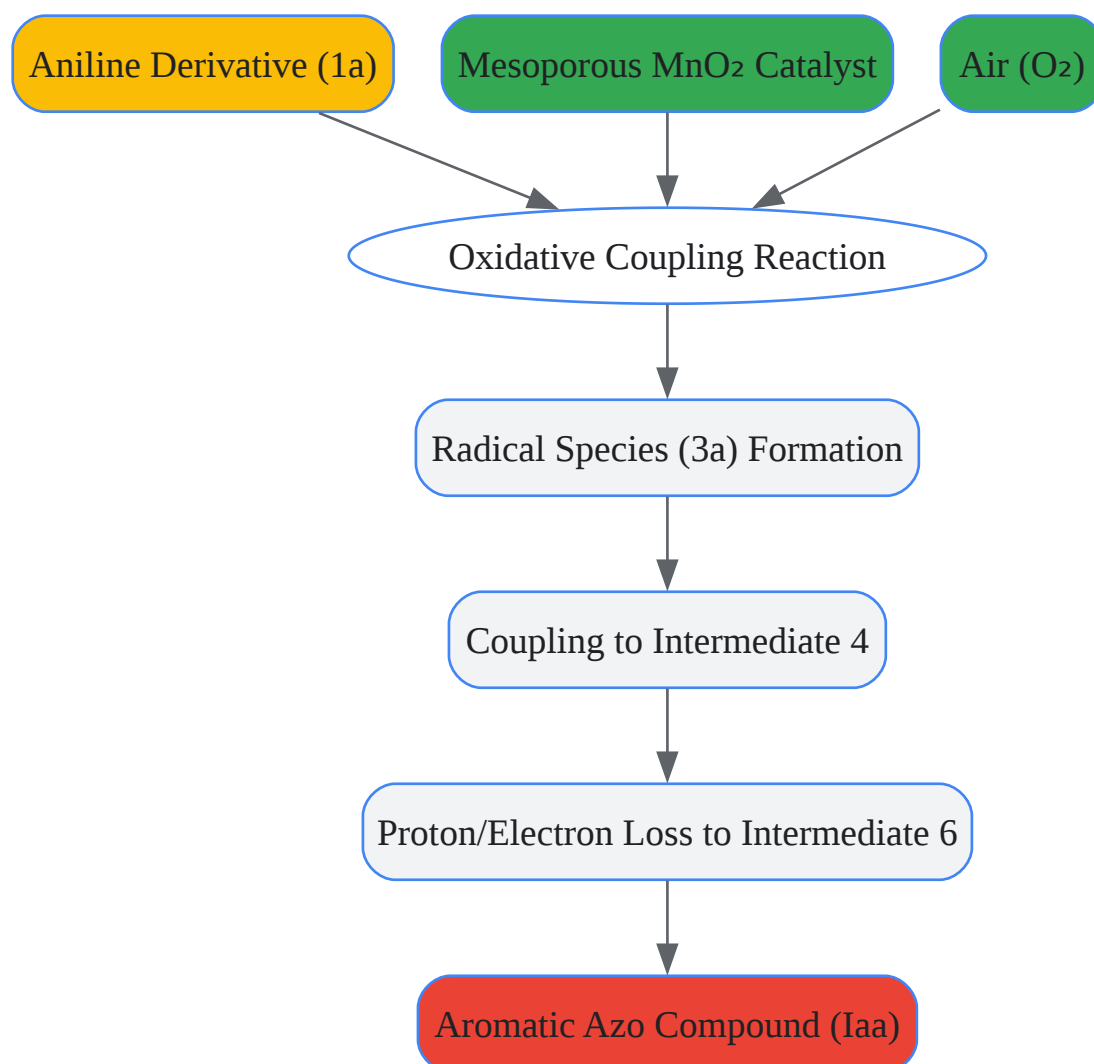 Aniline Derivative (1a)
Mesoporous MnO₂ Catalyst
Air (O₂)
Oxidative Coupling Reaction
Radical Species (3a) Formation
Coupling to Intermediate 4
Proton/Electron Loss to Intermediate 6
Aromatic Azo Compound (Iaa)